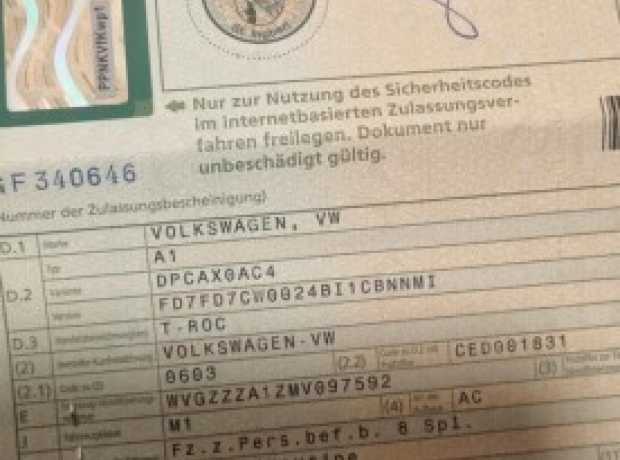 PPNKVfKwp1
Nur zur Nutzung des Sicherheitscodes
im internetbasierten Zulassungsver-
fahren freilegen. Dokument nur
unbeschädigt gültig.
F 340646
Nummer der Zulassungsbescheinigung)
D.1 VOLKSWAGEN, VW
A1
D.2 DPCAX0AC4
FD7FD7CW0024BI1CBNNMI
D.3 T-ROC
(2) VOLKSWAGEN-VW
(2.1) 0603 (2.2) CED001831
E WVGZZZA1ZMV097592 (3)
J M1 (4) AC
Fz.z.Pers.bef.b. 8 Spl.